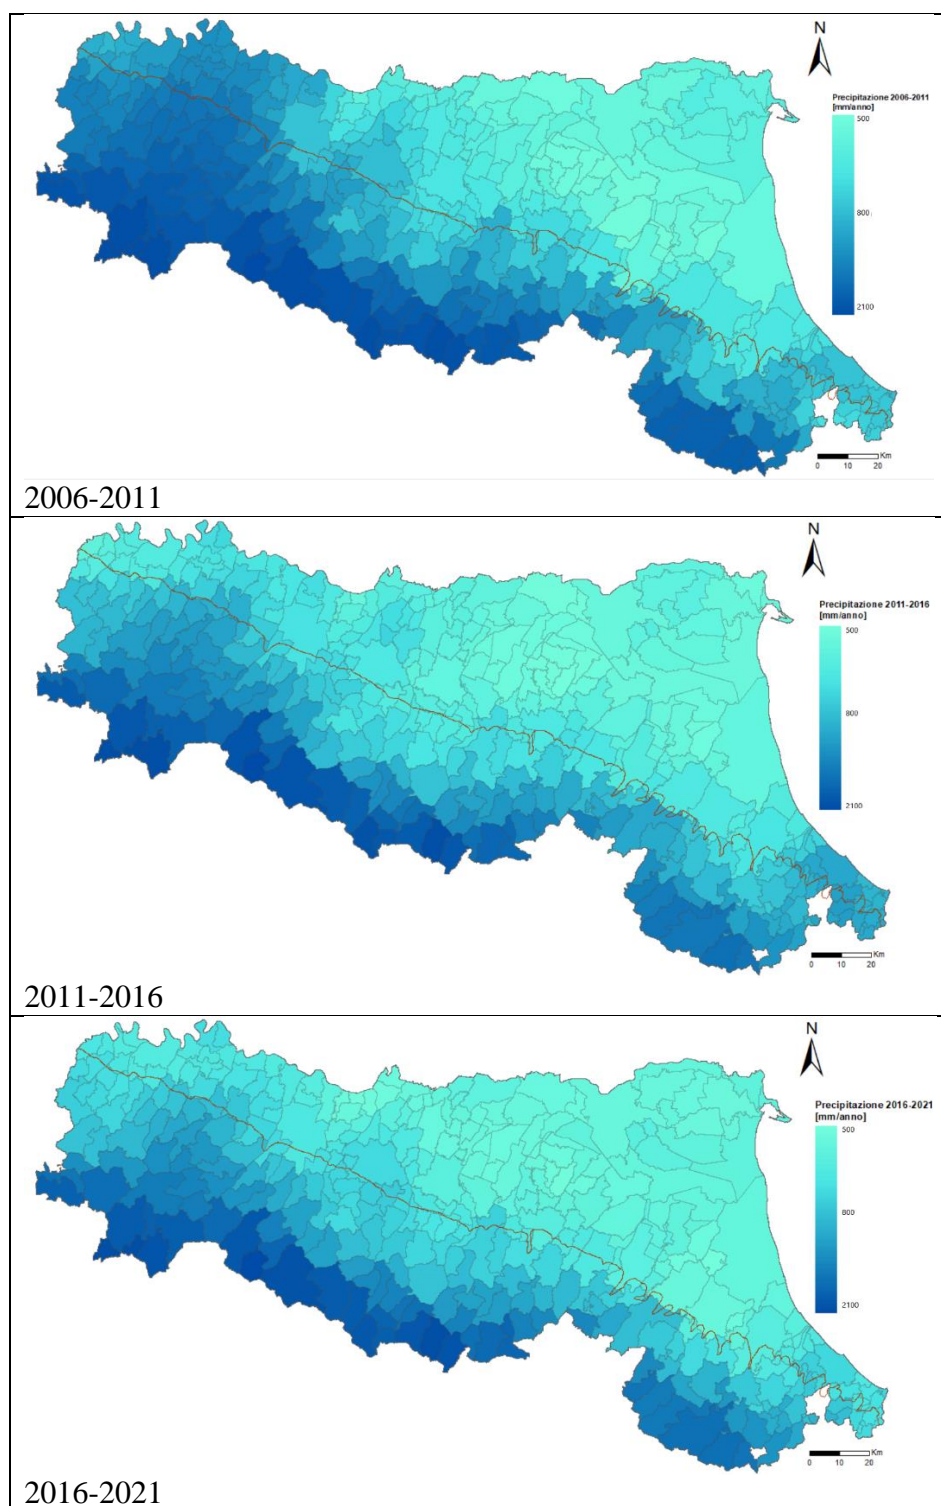 N
Precipitazione 2006-2011
[mm/anno]
500
800
2100
Km
0 10 20
2006-2011
N
Precipitazione 2011-2016
[mm/anno]
500
800
2100
Km
0 10 20
2011-2016
N
Precipitazione 2016-2021
[mm/anno]
500
800
2100
Km
0 10 20
2016-2021